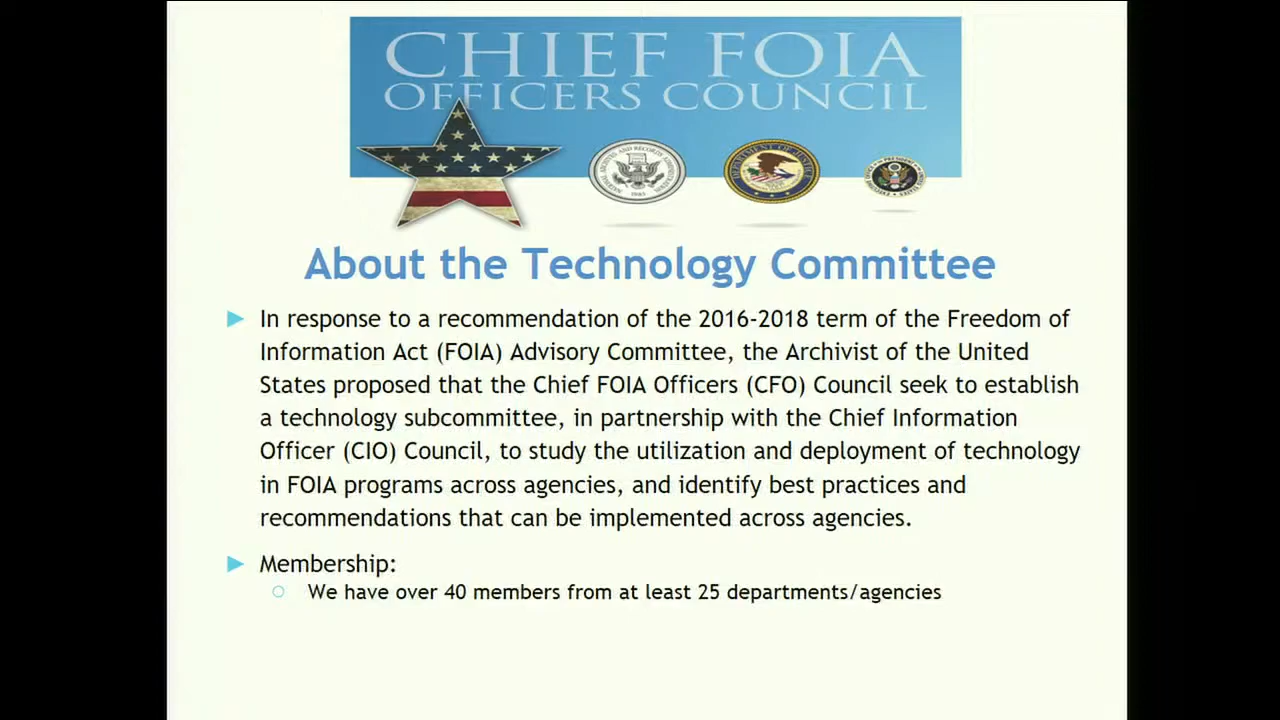 CHIEF FOIA
OFFICERS COUNCIL
About the Technology Committee
In response to a recommendation of the 2016-2018 term of the Freedom of
Information Act (FOIA) Advisory Committee, the Archivist of the United
States proposed that the Chief FOIA Officers (CFO) Council seek to establish
a technology subcommittee, in partnership with the Chief Information
Officer (CIO) Council, to study the utilization and deployment of technology
in FOIA programs across agencies, and identify best practices and
recommendations that can be implemented across agencies.
Membership:
We have over 40 members from at least 25 departments/agencies